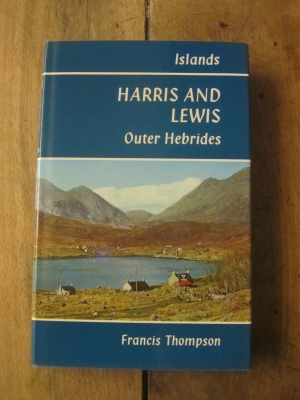 Islands
HARRIS AND
LEWIS
Outer Hebrides
Francis Thompson